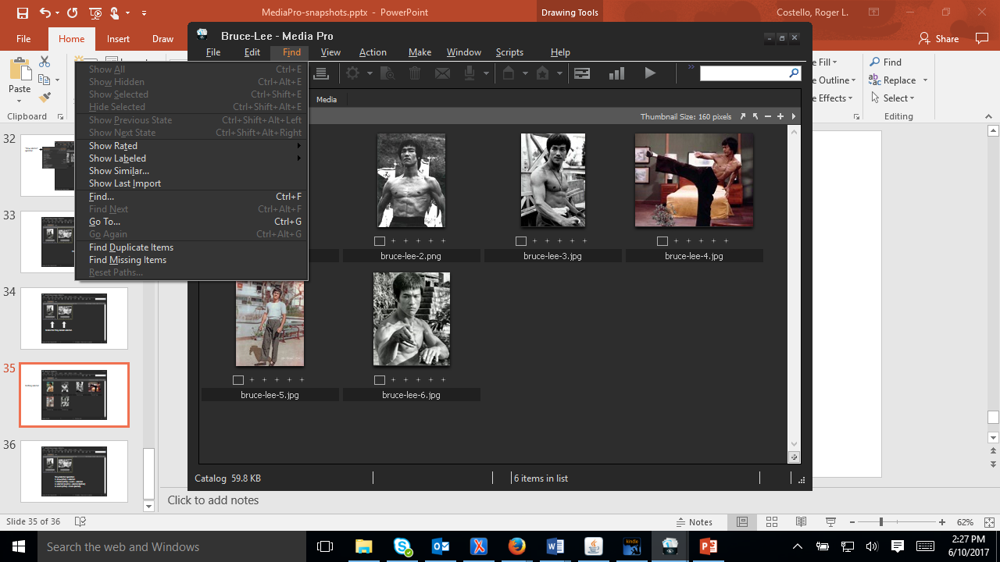 MediaPro-snapshots.pptx - PowerPoint
Drawing Tools
Costello, Roger L.
File
Home
Insert
Draw
Share
Paste
Clipboard
Fill
Outline
Effects
Find
Replace
Select
Editing
Bruce-Lee - Media Pro
File Edit Find View Action Make Window Scripts Help
Show All Ctrl+E
Show Hidden Ctrl+Alt+E
Show Selected Ctrl+Shift+E
Hide Selected Ctrl+Shift+Alt+E
Show Previous State Ctrl+Shift+Alt+Left
Show Next State Ctrl+Shift+Alt+Right
Show Rated
Show Labeled
Show Similar...
Show Last Import
Find... Ctrl+F
Find Next Ctrl+Alt+F
Go To... Ctrl+G
Go Again Ctrl+Alt+G
Find Duplicate Items
Find Missing Items
Reset Paths...
Media
Thumbnail Size: 160 pixels
bruce-lee-2.png
bruce-lee-3.jpg
bruce-lee-4.jpg
bruce-lee-5.jpg
bruce-lee-6.jpg
Catalog 59.8 KB
6 items in list
32
33
34
35
36
Click to add notes
Slide 35 of 36
Notes
62%
Search the web and Windows
kindle
2:27 PM
6/10/2017